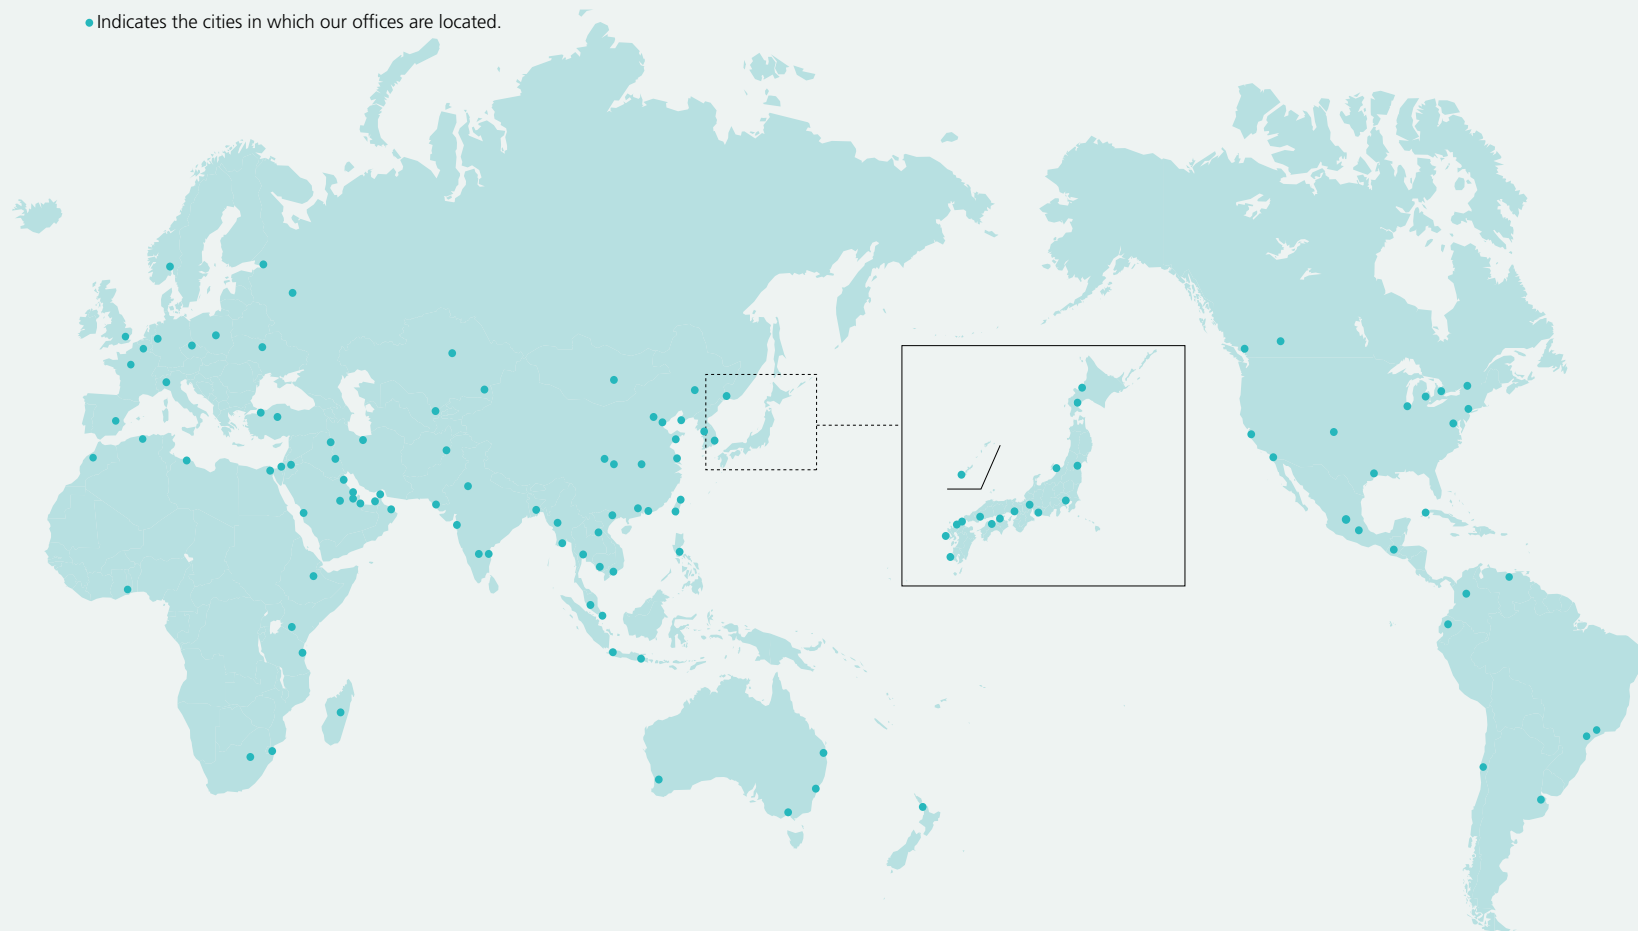 Indicates the cities in which our offices are located.